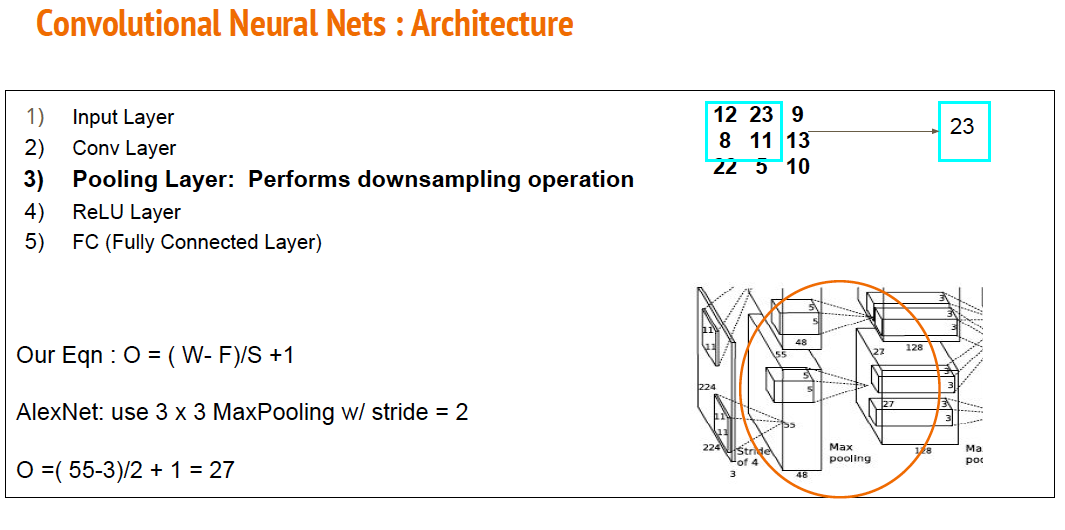 Convolutional Neural Nets : Architecture
1) Input Layer
2) Conv Layer
3) Pooling Layer: Performs downsampling operation
4) ReLU Layer
5) FC (Fully Connected Layer)
12 23 9
8 11 13
22 5 10
23
Our Eqn : O = ( W- F)/S +1
AlexNet: use 3 x 3 MaxPooling w/ stride = 2
O =( 55-3)/2 + 1 = 27
11
11
224
11
11
224
Stride
of 4
3
5
5
48
55
5
5
55
48
Max
pooling
3
3
3
27
128
3
3
27
3
3
128